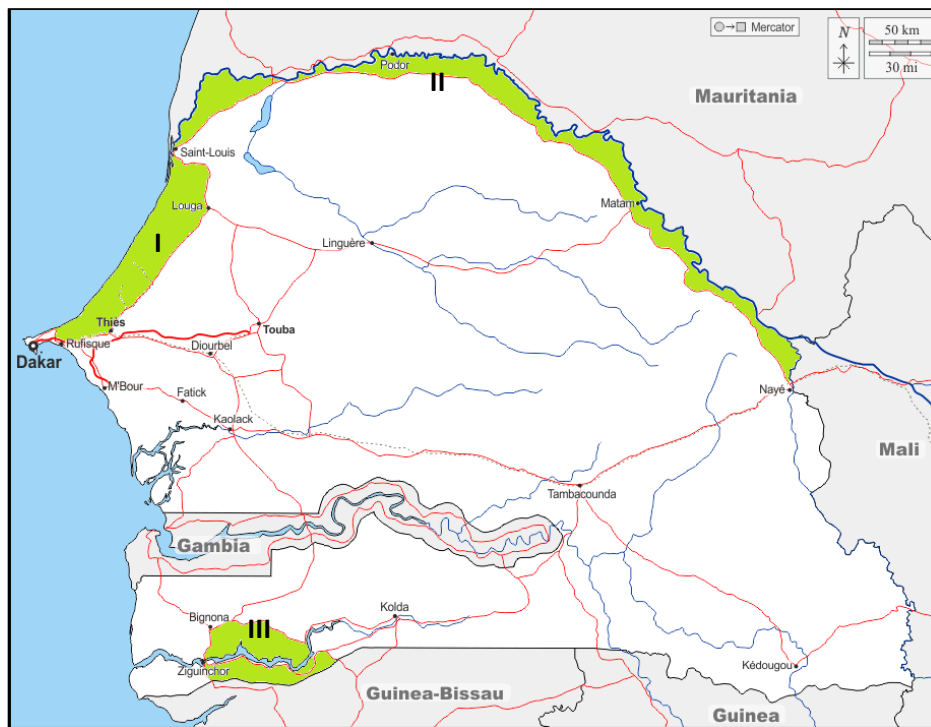 Mercator
N
50 km
30 mi
Podor
II
Mauritania
Saint-Louis
Louga
Matam
I
Linguère
Thiès
Touba
Rufisque
Dakar
Diourbel
M'Bour
Fatick
Nayé
Kaolack
Mali
Tambacounda
Gambia
Bignona
Kolda
III
Ziguinchor
Kédougou
Guinea-Bissau
Guinea